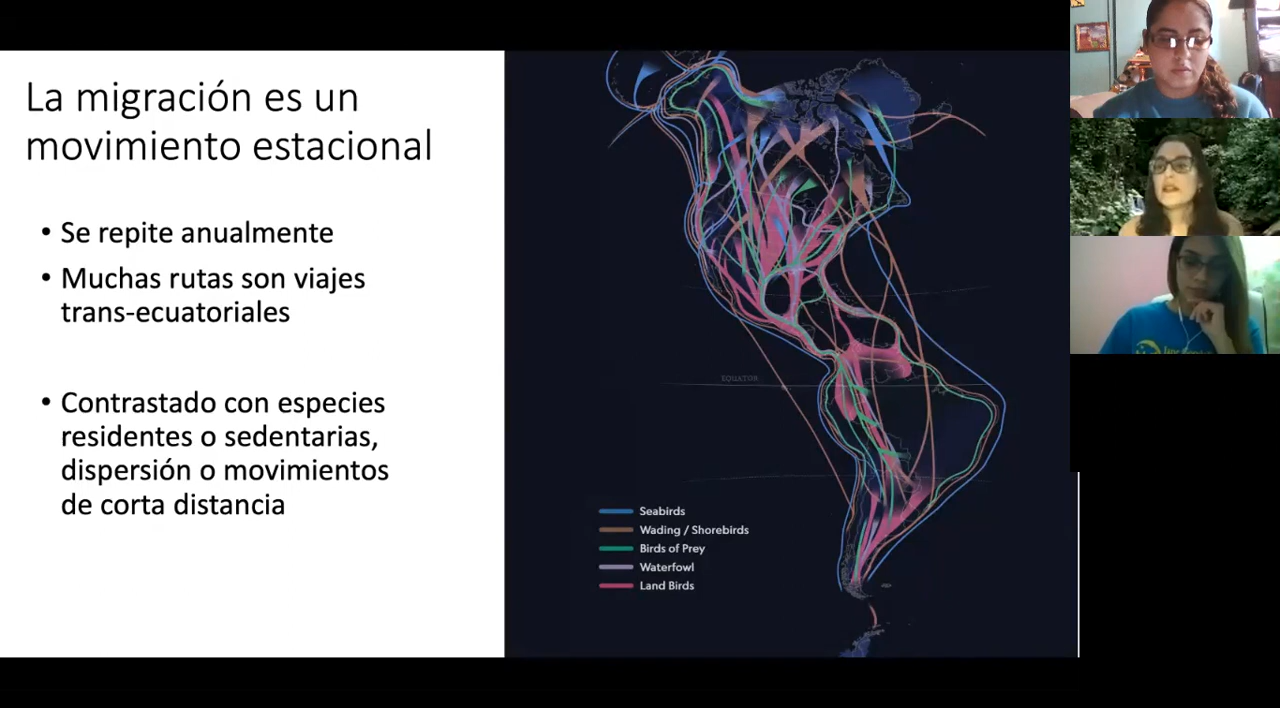 La migración es un
movimiento estacional
• Se repite anualmente
• Muchas rutas son viajes
trans-ecuatoriales
• Contrastado con especies
residentes o sedentarias,
dispersión o movimientos
de corta distancia
EQUATOR
Seabirds
Wading / Shorebirds
Birds of Prey
Waterfowl
Land Birds